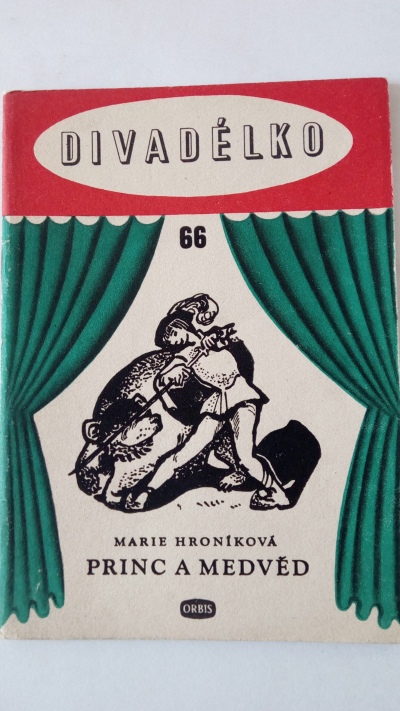 DIVADÉLKO
66
MARIE HRONÍKOVÁ
PRINC A MEDVĚD
ORBIS